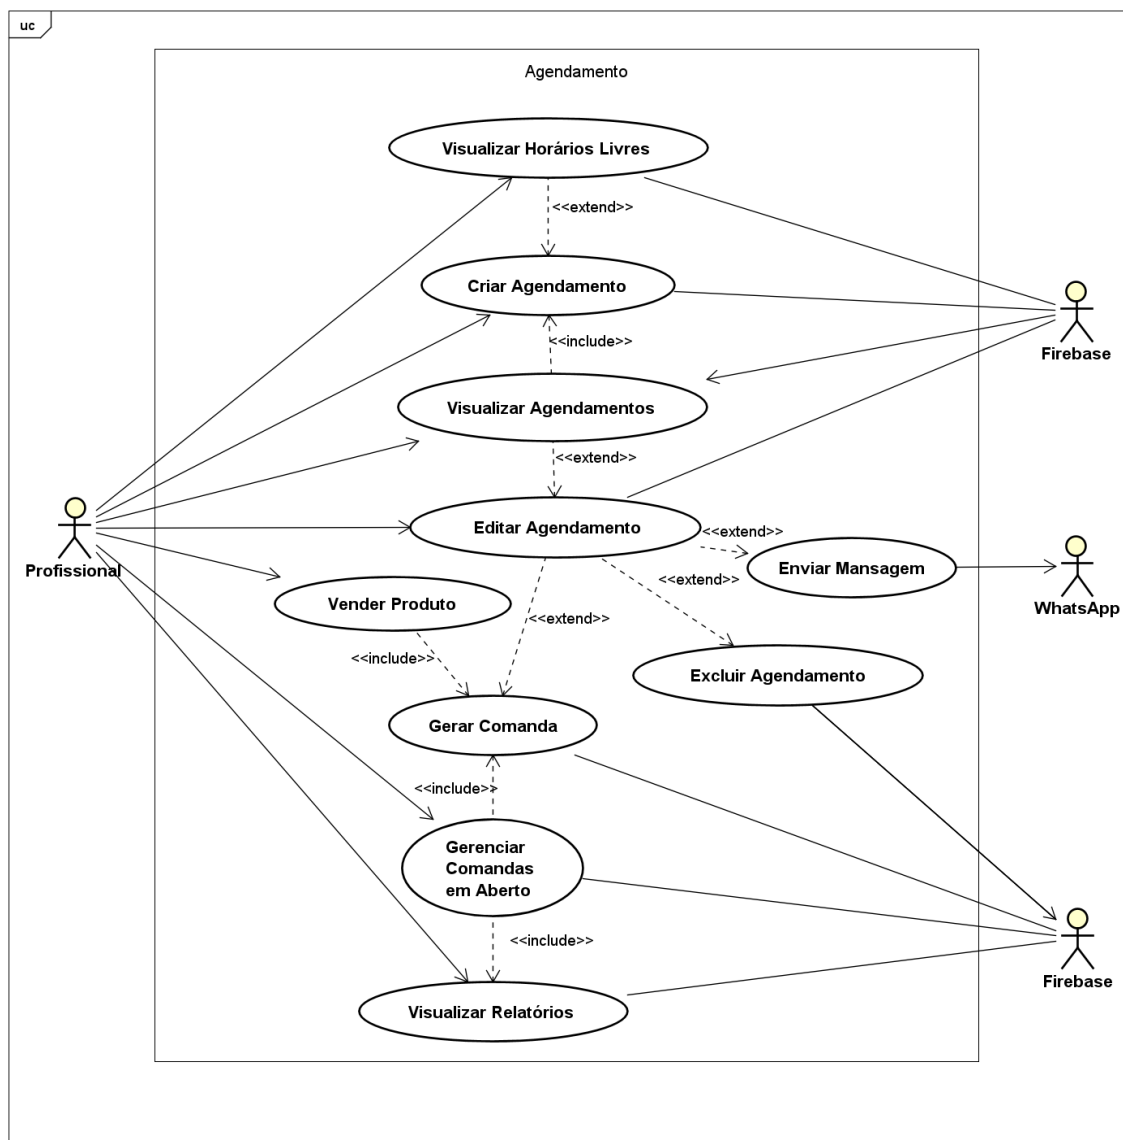 uc
Agendamento
Visualizar Horários Livres
<<extend>>
Criar Agendamento
<<include>>
Firebase
Visualizar Agendamentos
<<extend>>
Editar Agendamento
<<extend>>
Enviar Mansagem
<<extend>>
Profissional
WhatsApp
Vender Produto
<<extend>>
<<include>>
Excluir Agendamento
Gerar Comanda
<<include>>
Gerenciar
Comandas
em Aberto
<<include>>
Firebase
Visualizar Relatórios